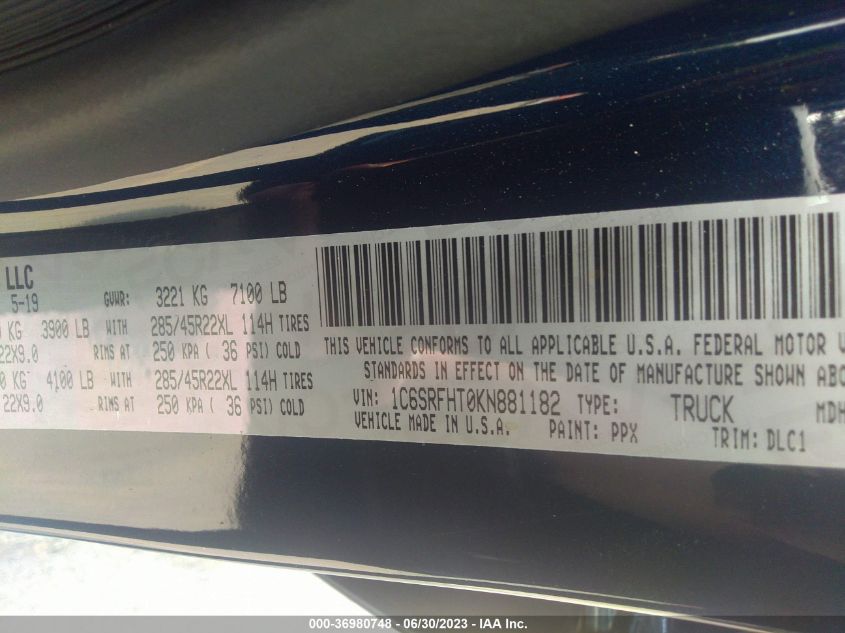 LLC
5-19 GVWR: 3221 KG 7100 LB
KG 3900 LB WITH 285/45R22XL 114H TIRES
22X9.0 RIMS AT 250 KPA ( 36 PSI) COLD
KG 4100 LB WITH 285/45R22XL 114H TIRES
22X9.0 RIMS AT 250 KPA ( 36 PSI) COLD
THIS VEHICLE CONFORMS TO ALL APPLICABLE U.S.A. FEDERAL MOTOR
STANDARDS IN EFFECT ON THE DATE OF MANUFACTURE SHOWN ABO
VIN: 1C6SRFHT0KN881182 TYPE: TRUCK MDH
VEHICLE MADE IN U.S.A. PAINT: PPX TRIM: DLC1
000-36980748 - 06/30/2023 - IAA Inc.